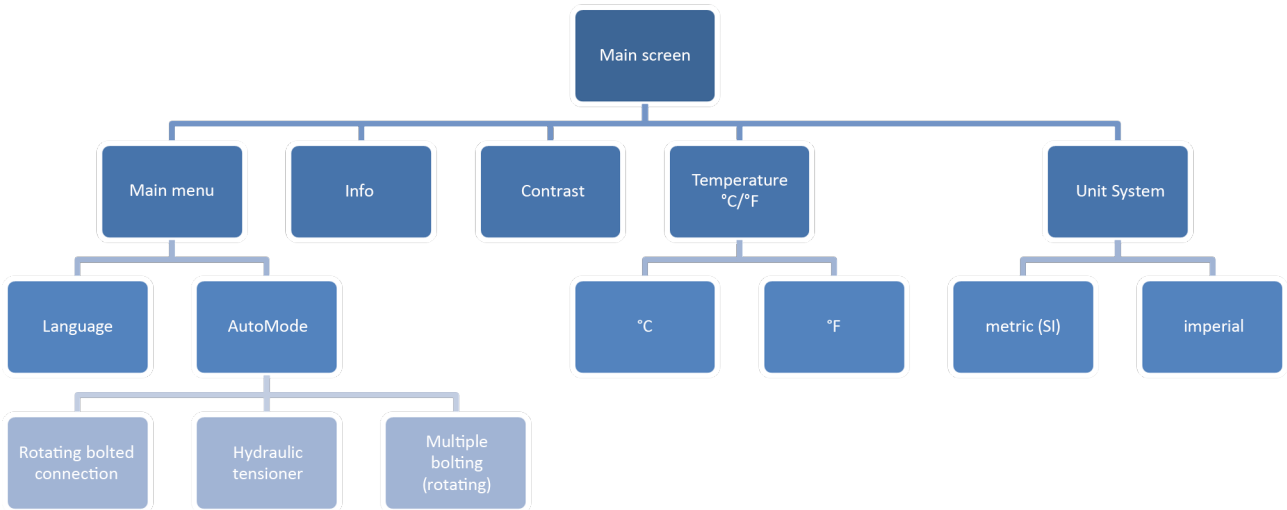 Main screen
Main menu
Info
Contrast
Temperature
°C/°F
Unit System
Language
AutoMode
°C
°F
metric (SI)
imperial
Rotating bolted
connection
Hydraulic
tensioner
Multiple
bolting
(rotating)